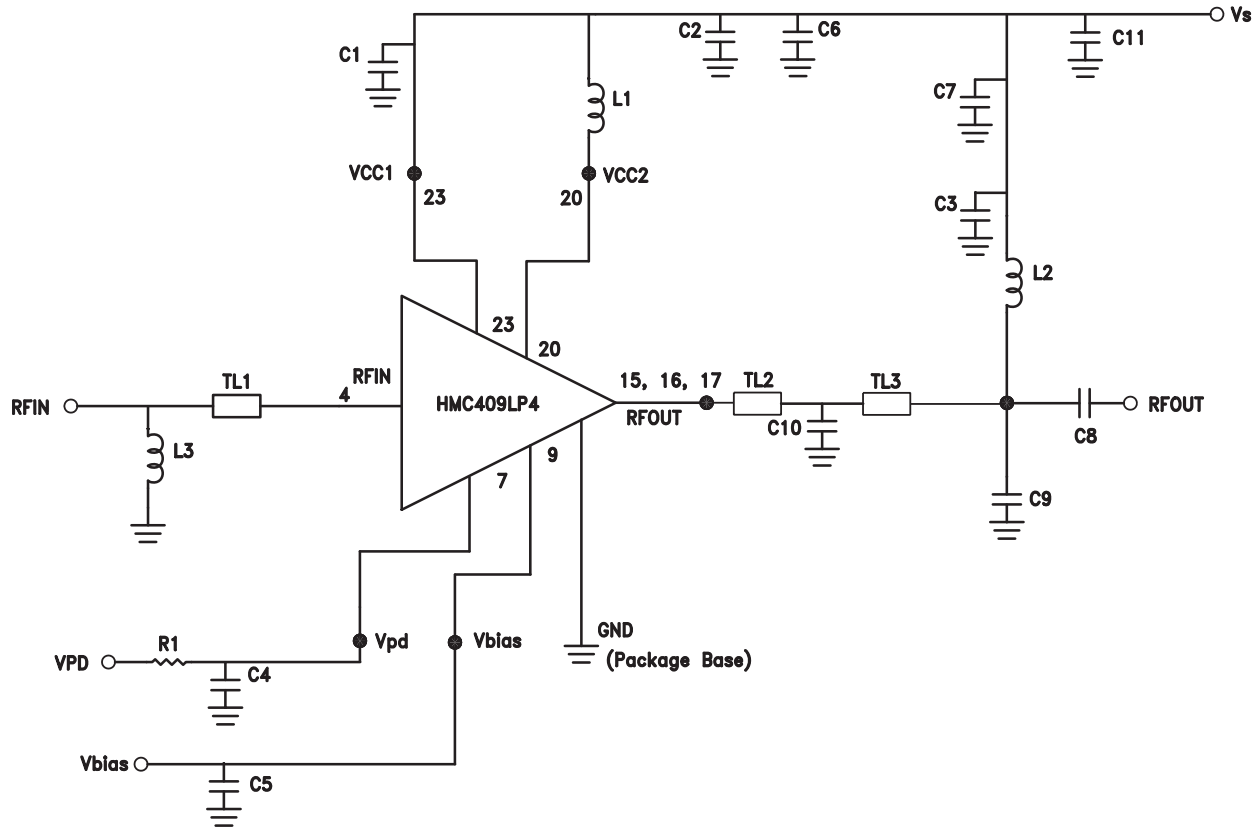 Vs
C1
C2
C6
C11
L1
C7
VCC1
VCC2
23
20
C3
L2
23
20
RFIN
TL1
4
RFIN
HMC409LP4
15, 16, 17
RFOUT
TL2
TL3
C10
C8
RFOUT
L3
7
9
C9
R1
VPD
C4
Vpd
Vbias
GND
(Package Base)
Vbias
C5